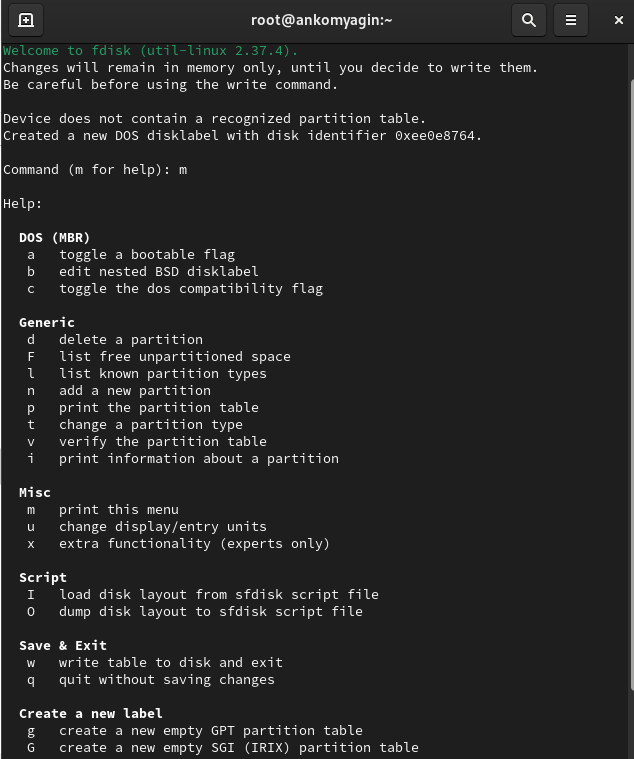 root@ankomyagin:~
Welcome to fdisk (util-linux 2.37.4).
Changes will remain in memory only, until you decide to write them.
Be careful before using the write command.
Device does not contain a recognized partition table.
Created a new DOS disklabel with disk identifier 0xee0e8764.
Command (m for help): m
Help:
DOS (MBR)
a   toggle a bootable flag
b   edit nested BSD disklabel
c   toggle the dos compatibility flag
Generic
d   delete a partition
F   list free unpartitioned space
l   list known partition types
n   add a new partition
p   print the partition table
t   change a partition type
v   verify the partition table
i   print information about a partition
Misc
m   print this menu
u   change display/entry units
x   extra functionality (experts only)
Script
I   load disk layout from sfdisk script file
O   dump disk layout to sfdisk script file
Save & Exit
w   write table to disk and exit
q   quit without saving changes
Create a new label
g   create a new empty GPT partition table
G   create a new empty SGI (IRIX) partition table